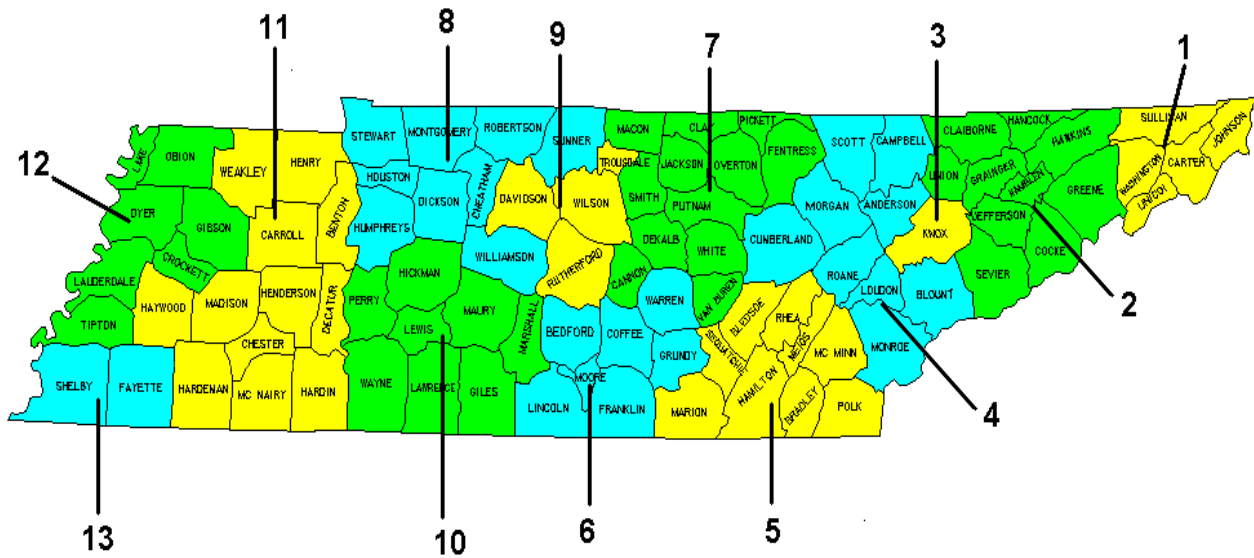 11
8
9
7
3
1
12
13
10
6
5
4
2
LAKE
OBION
WEAKLEY
HENRY
DYER
GIBSON
CARROLL
BENTON
CROCKETT
LAUDERDALE
TIPTON
HAYWOOD
MADISON
HENDERSON
DECATUR
CHESTER
SHELBY
FAYETTE
HARDEMAN
MC NAIRY
HARDIN
STEWART
MONTGOMERY
ROBERTSON
SUMNER
HOUSTON
DICKSON
CHEATHAM
DAVIDSON
WILSON
TROUSDALE
HUMPHREYS
WILLIAMSON
RUTHERFORD
HICKMAN
PERRY
LEWIS
MAURY
MARSHALL
WAYNE
LAWRENCE
GILES
BEDFORD
COFFEE
WARREN
GRUNDY
MOORE
LINCOLN
FRANKLIN
MACON
CLAY
PICKETT
JACKSON
OVERTON
FENTRESS
SMITH
PUTNAM
DEKALB
WHITE
CANNON
VAN BUREN
SCOTT
CAMPBELL
MORGAN
ANDERSON
CUMBERLAND
ROANE
LOUDON
BLOUNT
MONROE
KNOX
BLEDSOE
RHEA
SEQUATCHIE
MEIGS
MC MINN
MARION
HAMILTON
BRADLEY
POLK
CLAIBORNE
HANCOCK
HAWKINS
UNION
GRAINGER
HAMBLEN
GREENE
JEFFERSON
COCKE
SEVIER
SULLIVAN
JOHNSON
WASHINGTON
CARTER
UNICOI